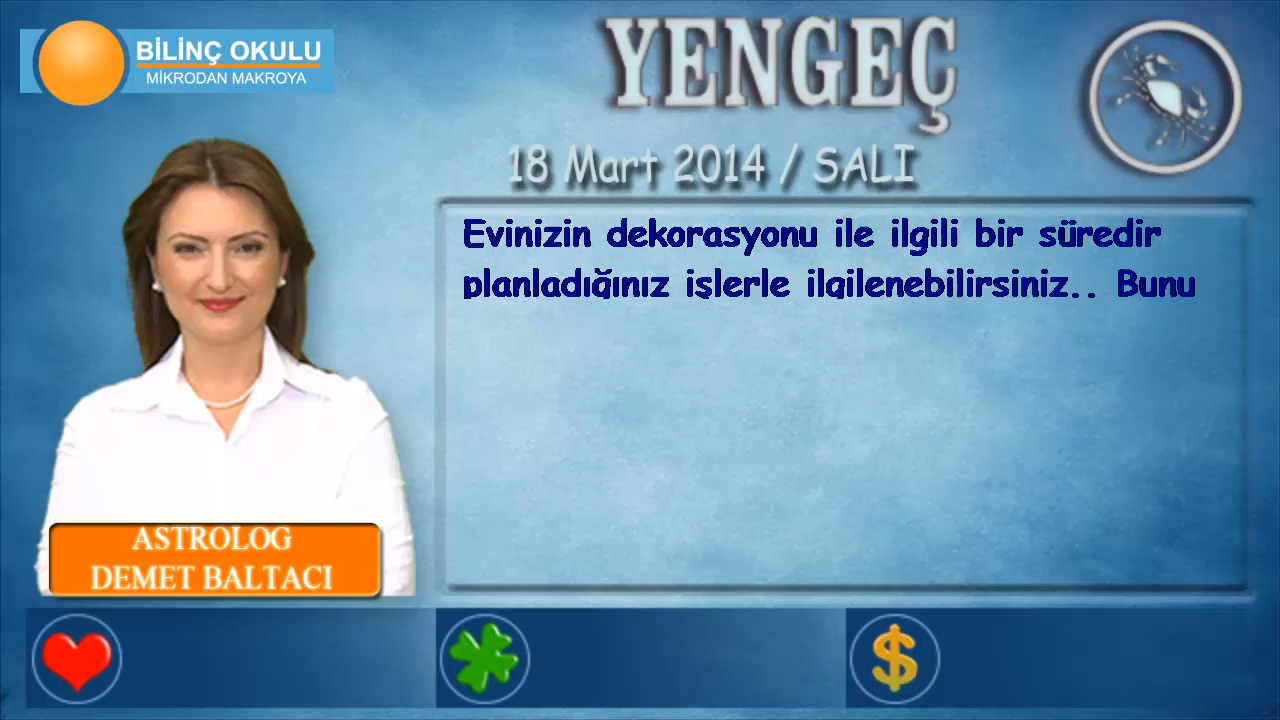 BİLİNÇ OKULU
MİKRODAN MAKROYA
YENGEÇ
18 Mart 2014 / SALI
Evinizin dekorasyonu ile ilgili bir süredir
planladığınız işlerle ilgilenebilirsiniz.. Bunu
ASTROLOG
DEMET BALTACI